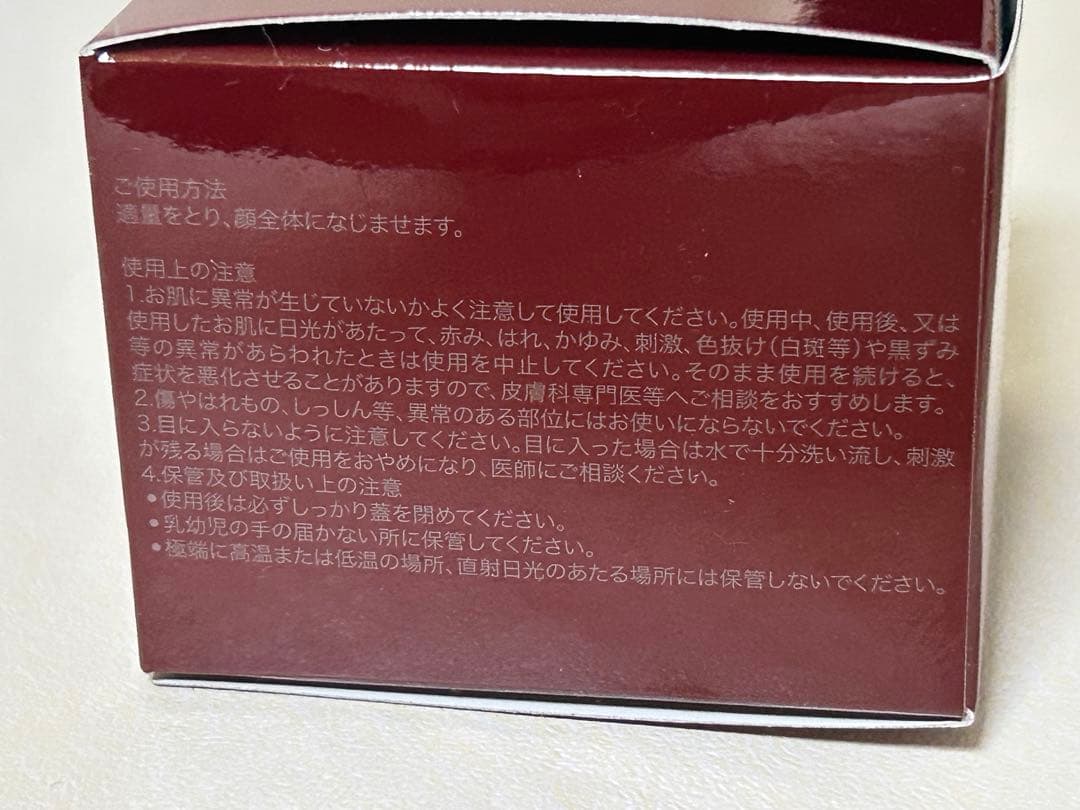 ご使用方法
適量をとり、顔全体になじませます。
使用上の注意
1.お肌に異常が生じていないかよく注意して使用してください。使用中、使用後、又は
使用したお肌に日光があたって、赤み、はれ、かゆみ、刺激、色抜け(白斑等)や黒ずみ
等の異常があらわれたときは使用を中止してください。そのまま使用を続けると、
症状を悪化させることがありますので、皮膚科専門医等へご相談をおすすめします。
2.傷やはれもの、しっしん等、異常のある部位にはお使いにならないでください。
3.目に入らないように注意してください。目に入った場合は水で十分洗い流し、刺激
が残る場合はご使用をおやめになり、医師にご相談ください。
4.保管及び取扱い上の注意
●使用後は必ずしっかり蓋を閉めてください。
●乳幼児の手の届かない所に保管してください。
●極端に高温または低温の場所、直射日光のあたる場所には保管しないでください。